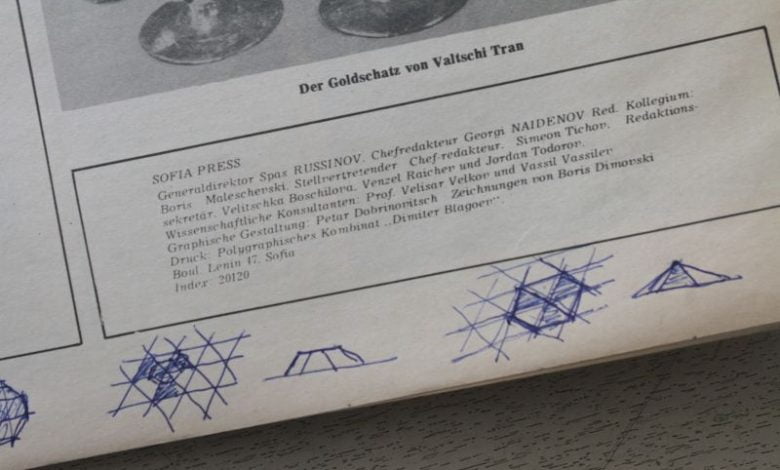 Der Goldschatz von Valtschi Tran
SOFIA PRESS
Generaldirektor Spas RUSSINOV, Chefredakteur Georgi NAIDENOV Red. Kollegium:
Boris Maleschevski, Stellvertretender Chef-redakteur, Simeon Tichov, Redaktions-
sekretär, Velitschka Boschilova, Venzel Raichev und Jordan Todorov.
Wissenschaftliche Konsultanten: Prof. Velisar Velkov und Vassil Vassilev
Graphische Gestaltung: Petar Dobrinovitsch Zeichnungen von Boris Dimovski
Druck: Polygraphisches Kombinat „Dimiter Blagoev“.
Boul. Lenin 47, Sofia
Index: 20120